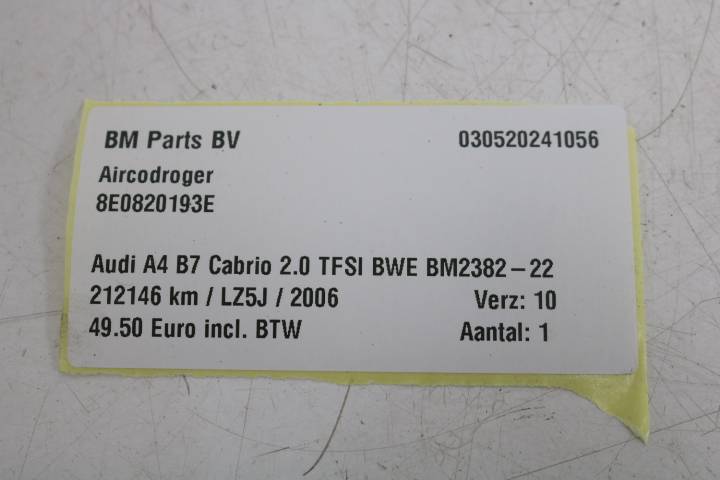 BM Parts BV 030520241056
Aircodroger
8E0820193E
Audi A4 B7 Cabrio 2.0 TFSI BWE BM2382-22
212146 km / LZ5J / 2006 Verz: 10
49.50 Euro incl. BTW Aantal: 1